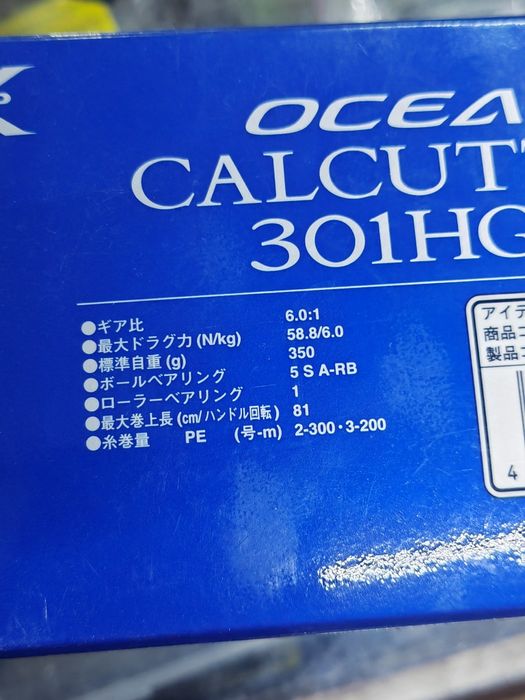 OCEA
CALCUT
301HG
●ギア比 6.0:1
●最大ドラグ力(N/kg) 58.8/6.0
●標準自重(g) 350
●ボールベアリング 5 S A-RB
●ローラーベアリング 1
●最大巻上長(cm/ハンドル回転) 81
●糸巻量 PE (号-m) 2-300・3-200
アイテ
商品コ
製品コ
4